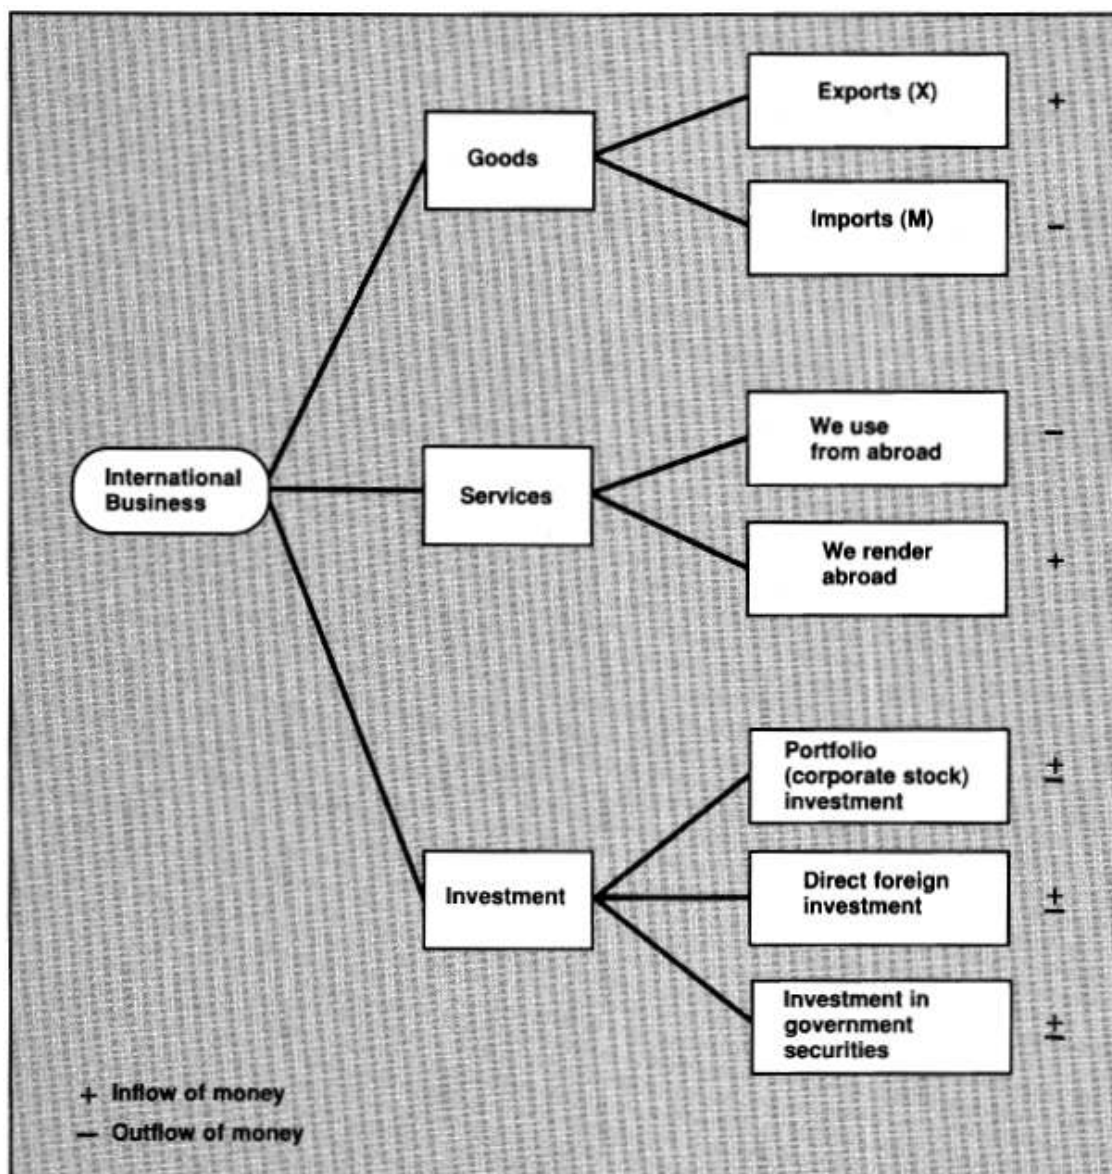 Exports (X)
+
Goods
Imports (M)
−
International
Business
Services
We use
from abroad
−
We render
abroad
+
Investment
Portfolio
(corporate stock)
investment
±
Direct foreign
investment
±
Investment in
government
securities
±
+ Inflow of money
− Outflow of money